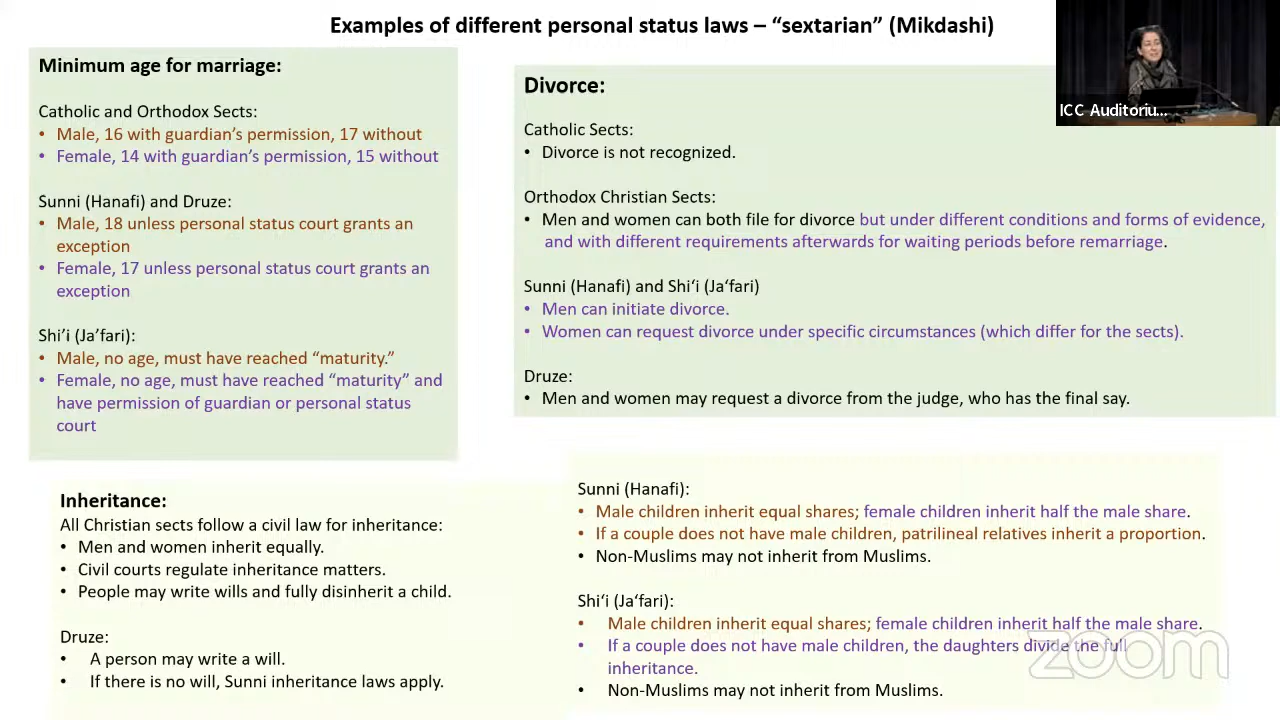 Examples of different personal status laws – “sextarian” (Mikdashi)
Minimum age for marriage:
Catholic and Orthodox Sects:
• Male, 16 with guardian’s permission, 17 without
• Female, 14 with guardian’s permission, 15 without
Sunni (Hanafi) and Druze:
• Male, 18 unless personal status court grants an
exception
• Female, 17 unless personal status court grants an
exception
Shi’i (Ja’fari):
• Male, no age, must have reached “maturity.”
• Female, no age, must have reached “maturity” and
have permission of guardian or personal status
court
Divorce:
Catholic Sects:
• Divorce is not recognized.
Orthodox Christian Sects:
• Men and women can both file for divorce but under different conditions and forms of evidence,
and with different requirements afterwards for waiting periods before remarriage.
Sunni (Hanafi) and Shi‘i (Ja‘fari)
• Men can initiate divorce.
• Women can request divorce under specific circumstances (which differ for the sects).
Druze:
• Men and women may request a divorce from the judge, who has the final say.
ICC Auditoriu...
Inheritance:
All Christian sects follow a civil law for inheritance:
• Men and women inherit equally.
• Civil courts regulate inheritance matters.
• People may write wills and fully disinherit a child.
Druze:
• A person may write a will.
• If there is no will, Sunni inheritance laws apply.
Sunni (Hanafi):
• Male children inherit equal shares; female children inherit half the male share.
• If a couple does not have male children, patrilineal relatives inherit a proportion.
• Non-Muslims may not inherit from Muslims.
Shi‘i (Ja‘fari):
• Male children inherit equal shares; female children inherit half the male share.
• If a couple does not have male children, the daughters divide the full
inheritance.
• Non-Muslims may not inherit from Muslims.
zoom